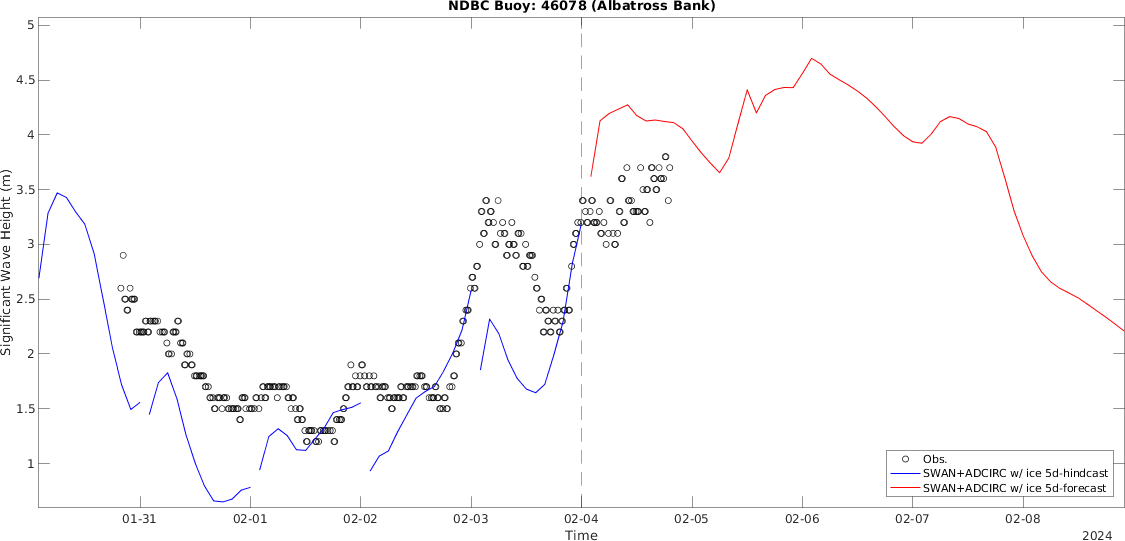 NDBC Buoy: 46078 (Albatross Bank)
5
4.5
4
3.5
3
2.5
2
1.5
1
Significant Wave Height (m)
Obs.
SWAN+ADCIRC w/ ice 5d-hindcast
SWAN+ADCIRC w/ ice 5d-forecast
01-31 02-01 02-02 02-03 02-04 02-05 02-06 02-07 02-08
Time
2024